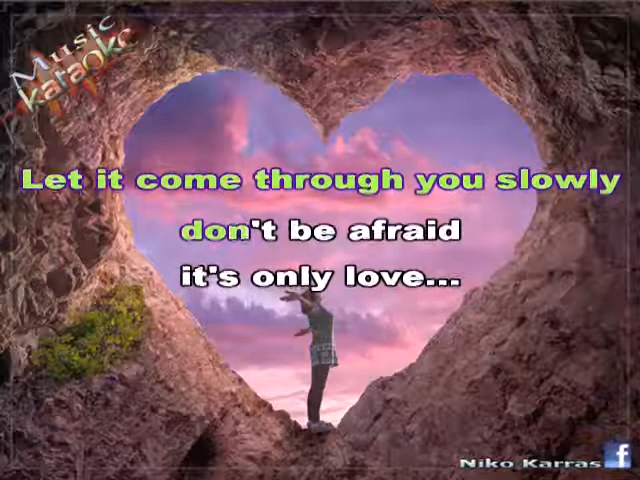 Music
karaoke
Let it come through you slowly
don't be afraid
it's only love...
Niko Karras f